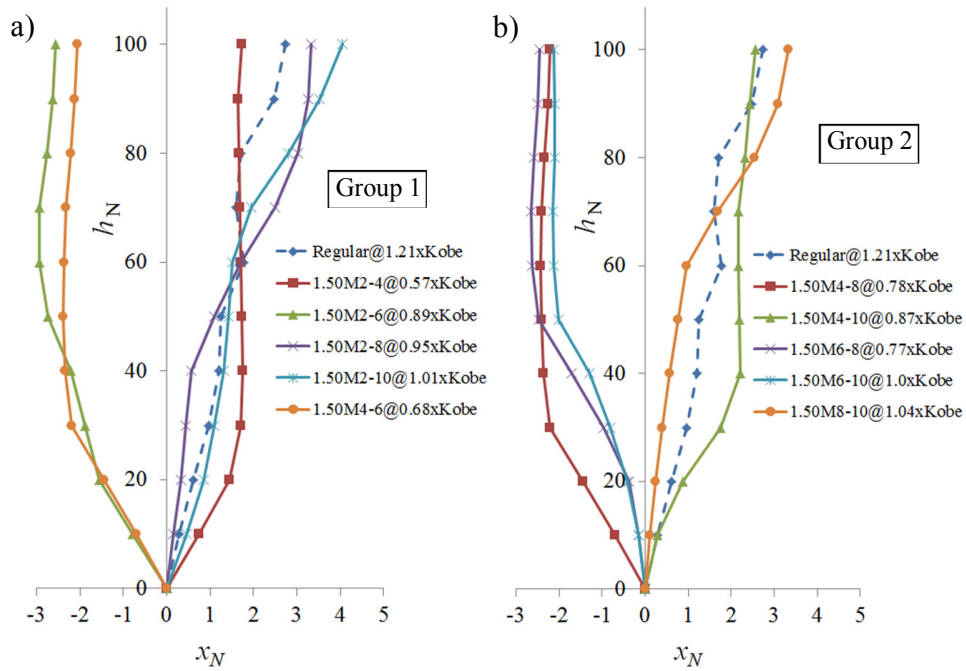 a)
100
80
60
40
20
0
h_N
Group 1
Regular@1.21xKobe
1.50M2-4@0.57xKobe
1.50M2-6@0.89xKobe
1.50M2-8@0.95xKobe
1.50M2-10@1.01xKobe
1.50M4-6@0.68xKobe
-3 -2 -1 0 1 2 3 4 5
x_N
b)
100
80
60
40
20
0
h_N
Group 2
Regular@1.21xKobe
1.50M4-8@0.78xKobe
1.50M4-10@0.87xKobe
1.50M6-8@0.77xKobe
1.50M6-10@1.0xKobe
1.50M8-10@1.04xKobe
-3 -2 -1 0 1 2 3 4 5
x_N